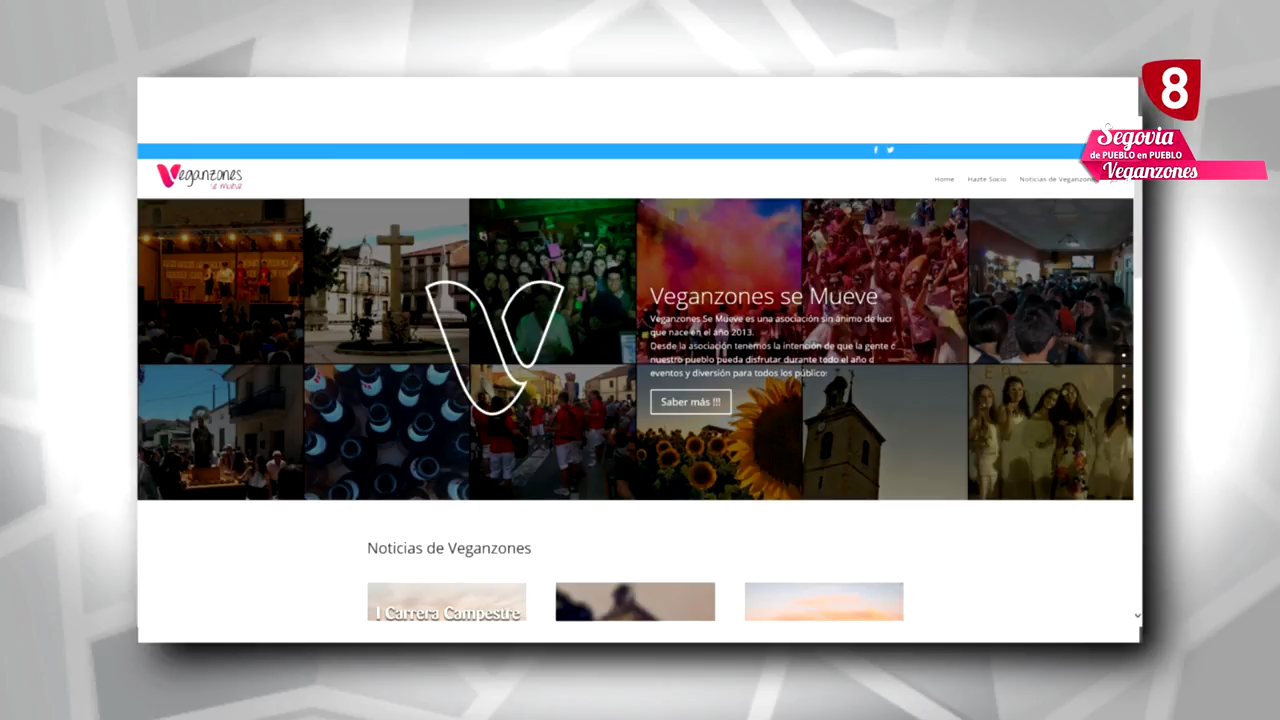 8
Segovia
de PUEBLO en PUEBLO
Veganzones
Veganzones
se mueve
Home Hazte Socio Noticias de Veganzones
Veganzones se Mueve
Veganzones Se Mueve es una asociación sin ánimo de lucr
que nace en el año 2013.
Desde la asociación tenemos la intención de que la gente
nuestro pueblo pueda disfrutar durante todo el año
eventos y diversión para todos los público
Saber más !!!
Noticias de Veganzones
I Carrera Campestre